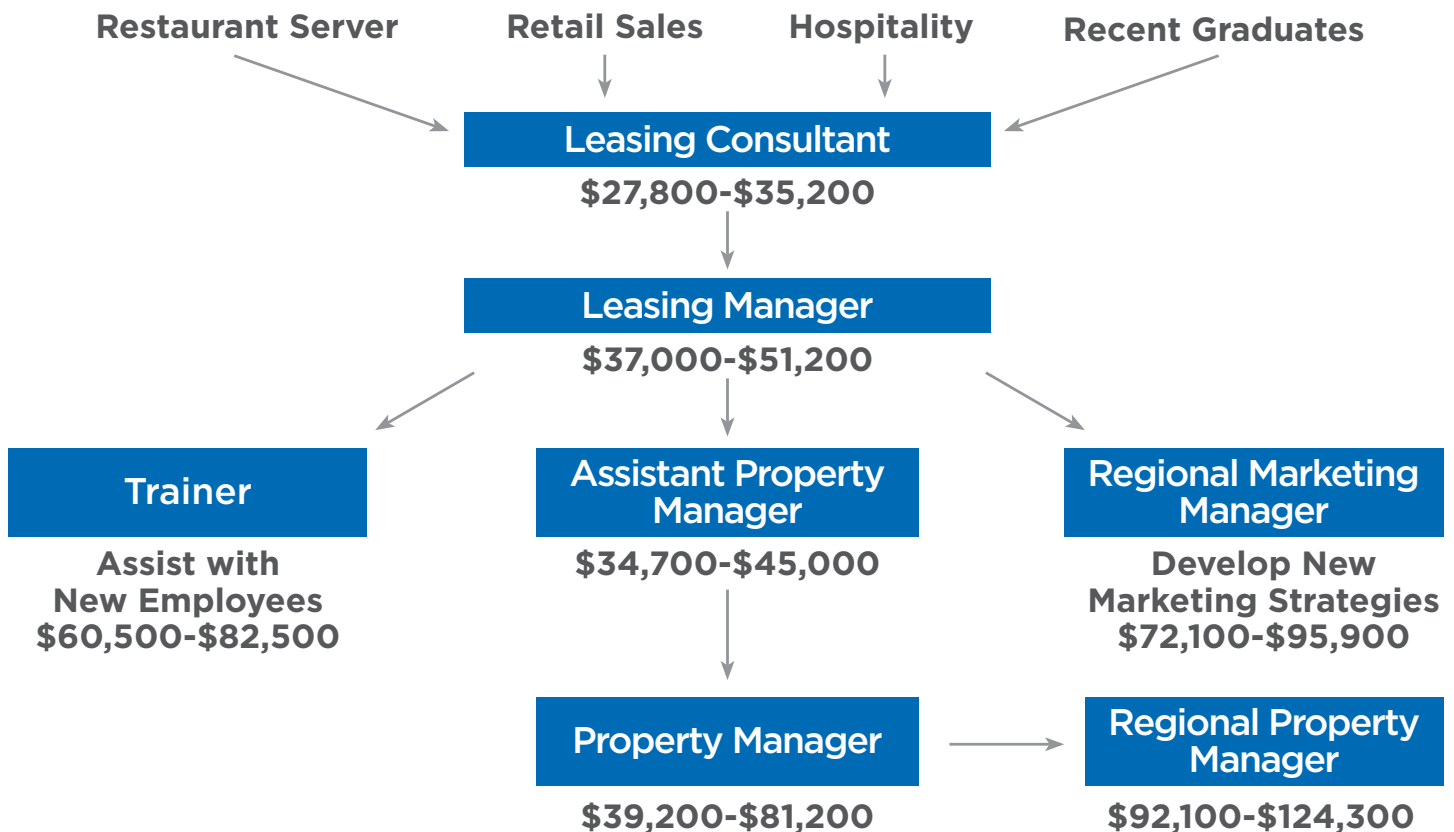 Restaurant Server
Retail Sales
Hospitality
Recent Graduates
Leasing Consultant
$27,800-$35,200
Leasing Manager
$37,000-$51,200
Trainer
Assist with
New Employees
$60,500-$82,500
Assistant Property
Manager
$34,700-$45,000
Regional Marketing
Manager
Develop New
Marketing Strategies
$72,100-$95,900
Property Manager
$39,200-$81,200
Regional Property
Manager
$92,100-$124,300